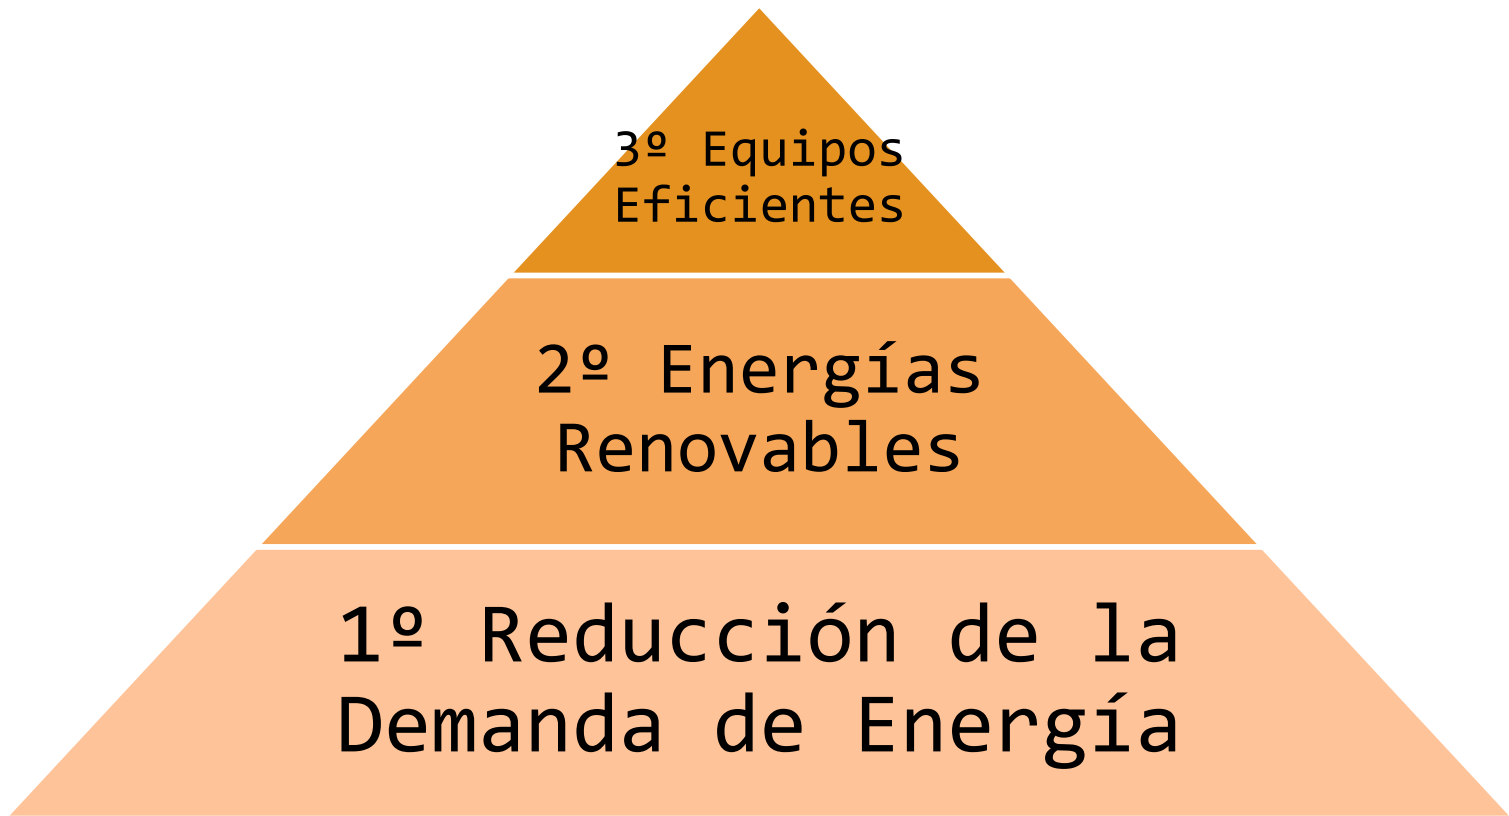 3º Equipos
Eficientes
2º Energías
Renovables
1º Reducción de la
Demanda de Energía